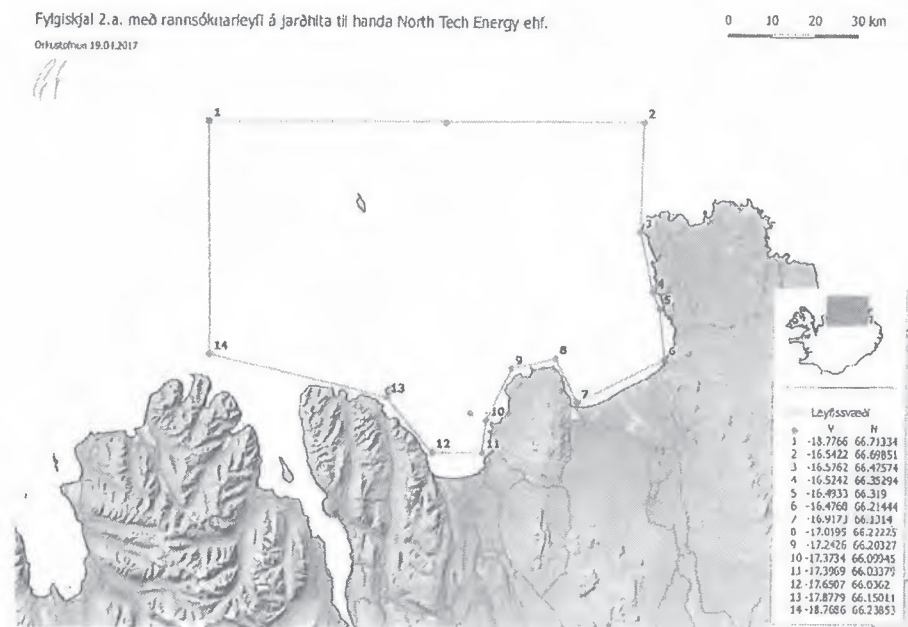 Fylgiskjal 2.a. með rannsóknarleyfi á jarðhita til handa North Tech Energy ehf.
Orkustofnun 19.01.2017
0 10 20 30 km
1
2
3
4
5
6
7
8
9
10
11
12
13
14
Leyfissvæði
V N
1 -18.7766 66.71334
2 -16.5422 66.69851
3 -16.5762 66.47574
4 -16.5242 66.35294
5 -16.4933 66.319
6 -16.4768 66.21444
7 -16.9173 66.1314
8 -17.0195 66.22225
9 -17.2426 66.20327
10 -17.3734 66.09945
11 -17.3969 66.03379
12 -17.6507 66.0362
13 -17.8779 66.15011
14 -18.7686 66.23853